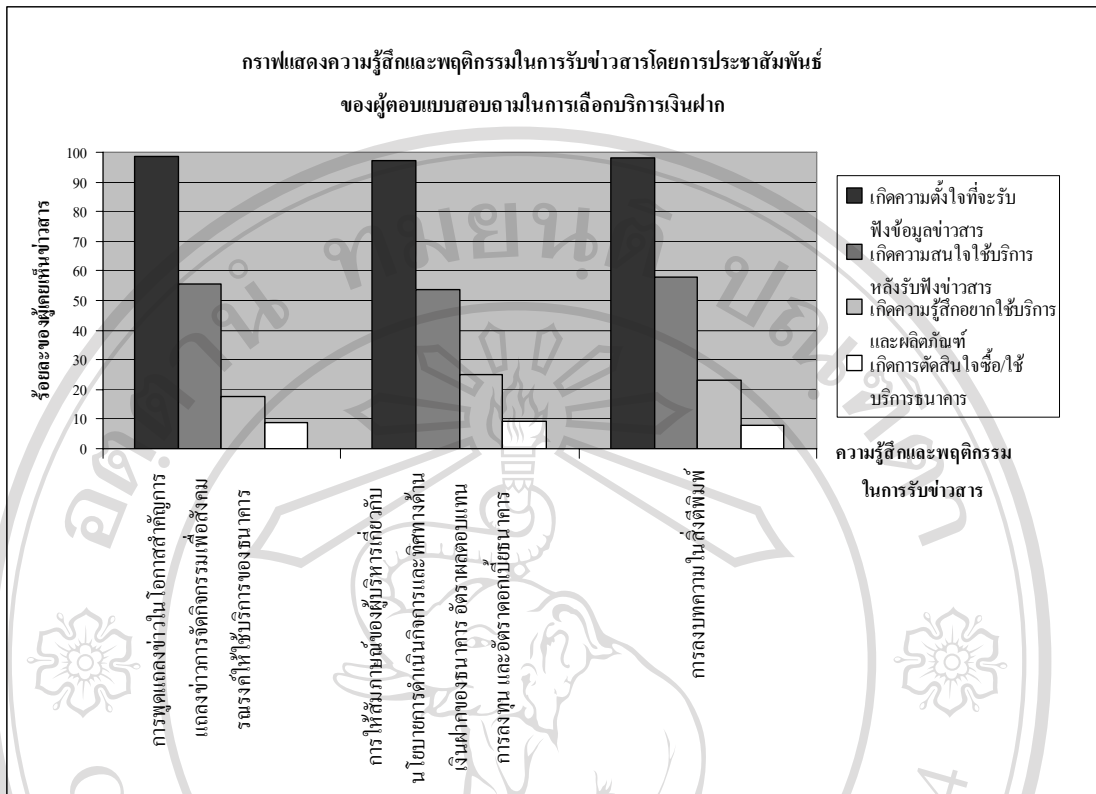 กราฟแสดงความรู้สึกและพฤติกรรมในการรับข่าวสารโดยการประชาสัมพันธ์
ของผู้ตอบแบบสอบถามในการเลือกบริการเงินฝาก
ร้อยละของผู้เคยเห็นข่าวสาร
100
90
80
70
60
50
40
30
20
10
0
การพูดแถลงข่าวในโอกาสสำคัญการ
แถลงข่าวการจัดกิจกรรมเพื่อสังคม
รณรงค์ให้ใช้บริการของธนาคาร
การให้สัมภาษณ์ของผู้บริหารเกี่ยวกับ
นโยบายการดำเนินกิจการและทิศทางด้าน
เงินฝากของธนาคาร อัตราผลตอบแทน
การลงทุน และอัตราดอกเบี้ยธนาคาร
การลงบทความในสิ่งตีพิมพ์
เกิดความตั้งใจที่จะรับ
ฟังข้อมูลข่าวสาร
เกิดความสนใจใช้บริการ
หลังรับฟังข่าวสาร
เกิดความรู้สึกอยากใช้บริการ
และผลิตภัณฑ์
เกิดการตัดสินใจซื้อ/ใช้
บริการธนาคาร
ความรู้สึกและพฤติกรรม
ในการรับข่าวสาร
อตฺตานํ ทมยนฺติ ปณฺฑิตา